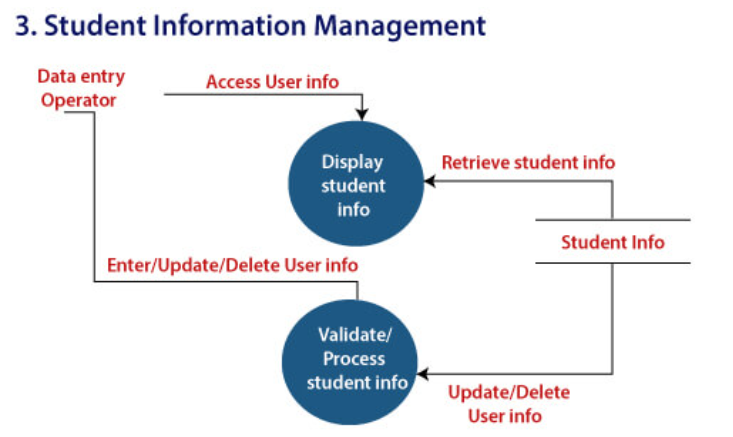 3. Student Information Management
Data entry
Operator
Access User info
Display
student
info
Retrieve student info
Student Info
Enter/Update/Delete User info
Validate/
Process
student info
Update/Delete
User info